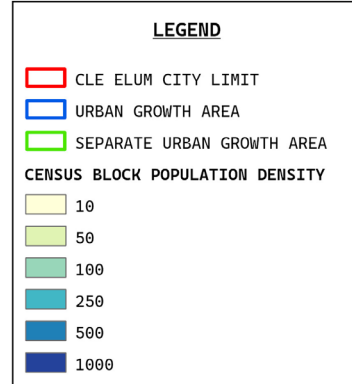 LEGEND
CLE ELUM CITY LIMIT
URBAN GROWTH AREA
SEPARATE URBAN GROWTH AREA
CENSUS BLOCK POPULATION DENSITY
10
50
100
250
500
1000